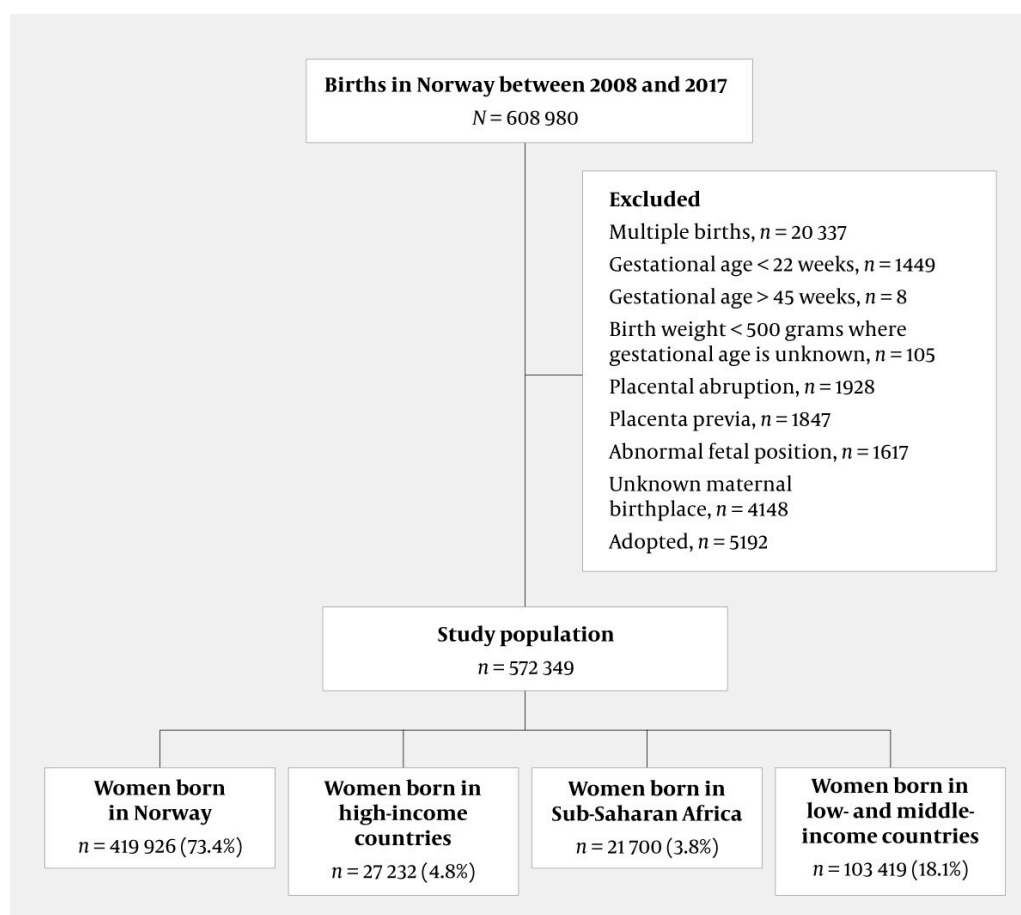 Births in Norway between 2008 and 2017
N = 608 980
Excluded
Multiple births, n = 20 337
Gestational age < 22 weeks, n = 1449
Gestational age > 45 weeks, n = 8
Birth weight < 500 grams where
gestational age is unknown, n = 105
Placental abruption, n = 1928
Placenta previa, n = 1847
Abnormal fetal position, n = 1617
Unknown maternal
birthplace, n = 4148
Adopted, n = 5192
Study population
n = 572 349
Women born
in Norway
n = 419 926 (73.4%)
Women born in
high-income
countries
n = 27 232 (4.8%)
Women born in
Sub-Saharan Africa
n = 21 700 (3.8%)
Women born in
low- and middle-
income countries
n = 103 419 (18.1%)